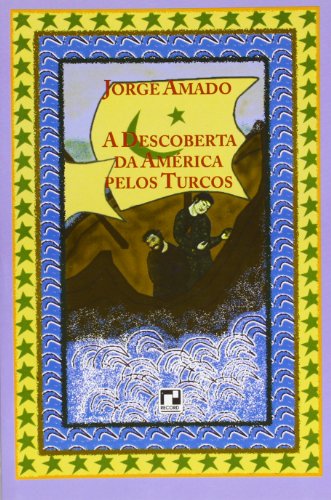 JORGE AMADO
A DESCOBERTA
DA AMÉRICA
PELOS TURCOS
RECORD